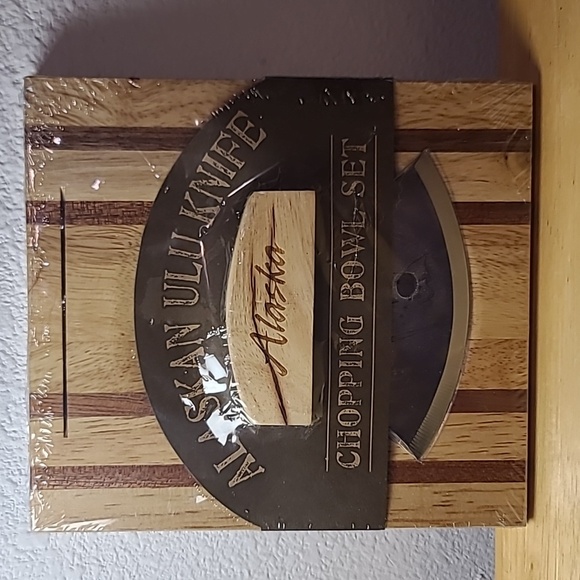 ALASKAN ULU KNIFE
Alaska
CHOPPING BOWL SET